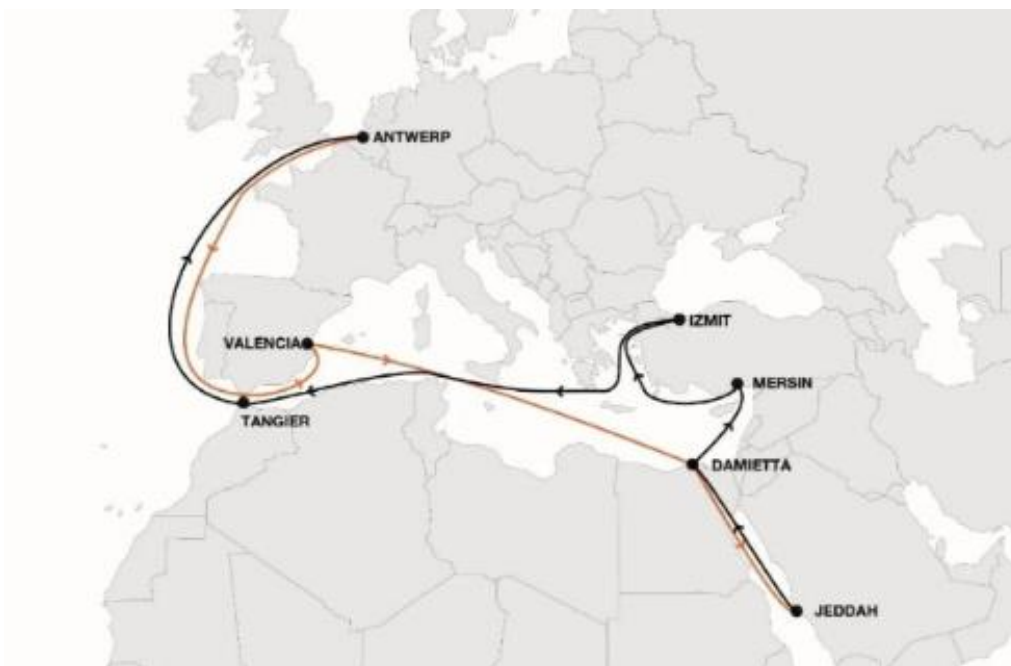 ANTWERP
IZMIT
VALENCIA
MERSIN
TANGIER
DAMIETTA
JEDDAH